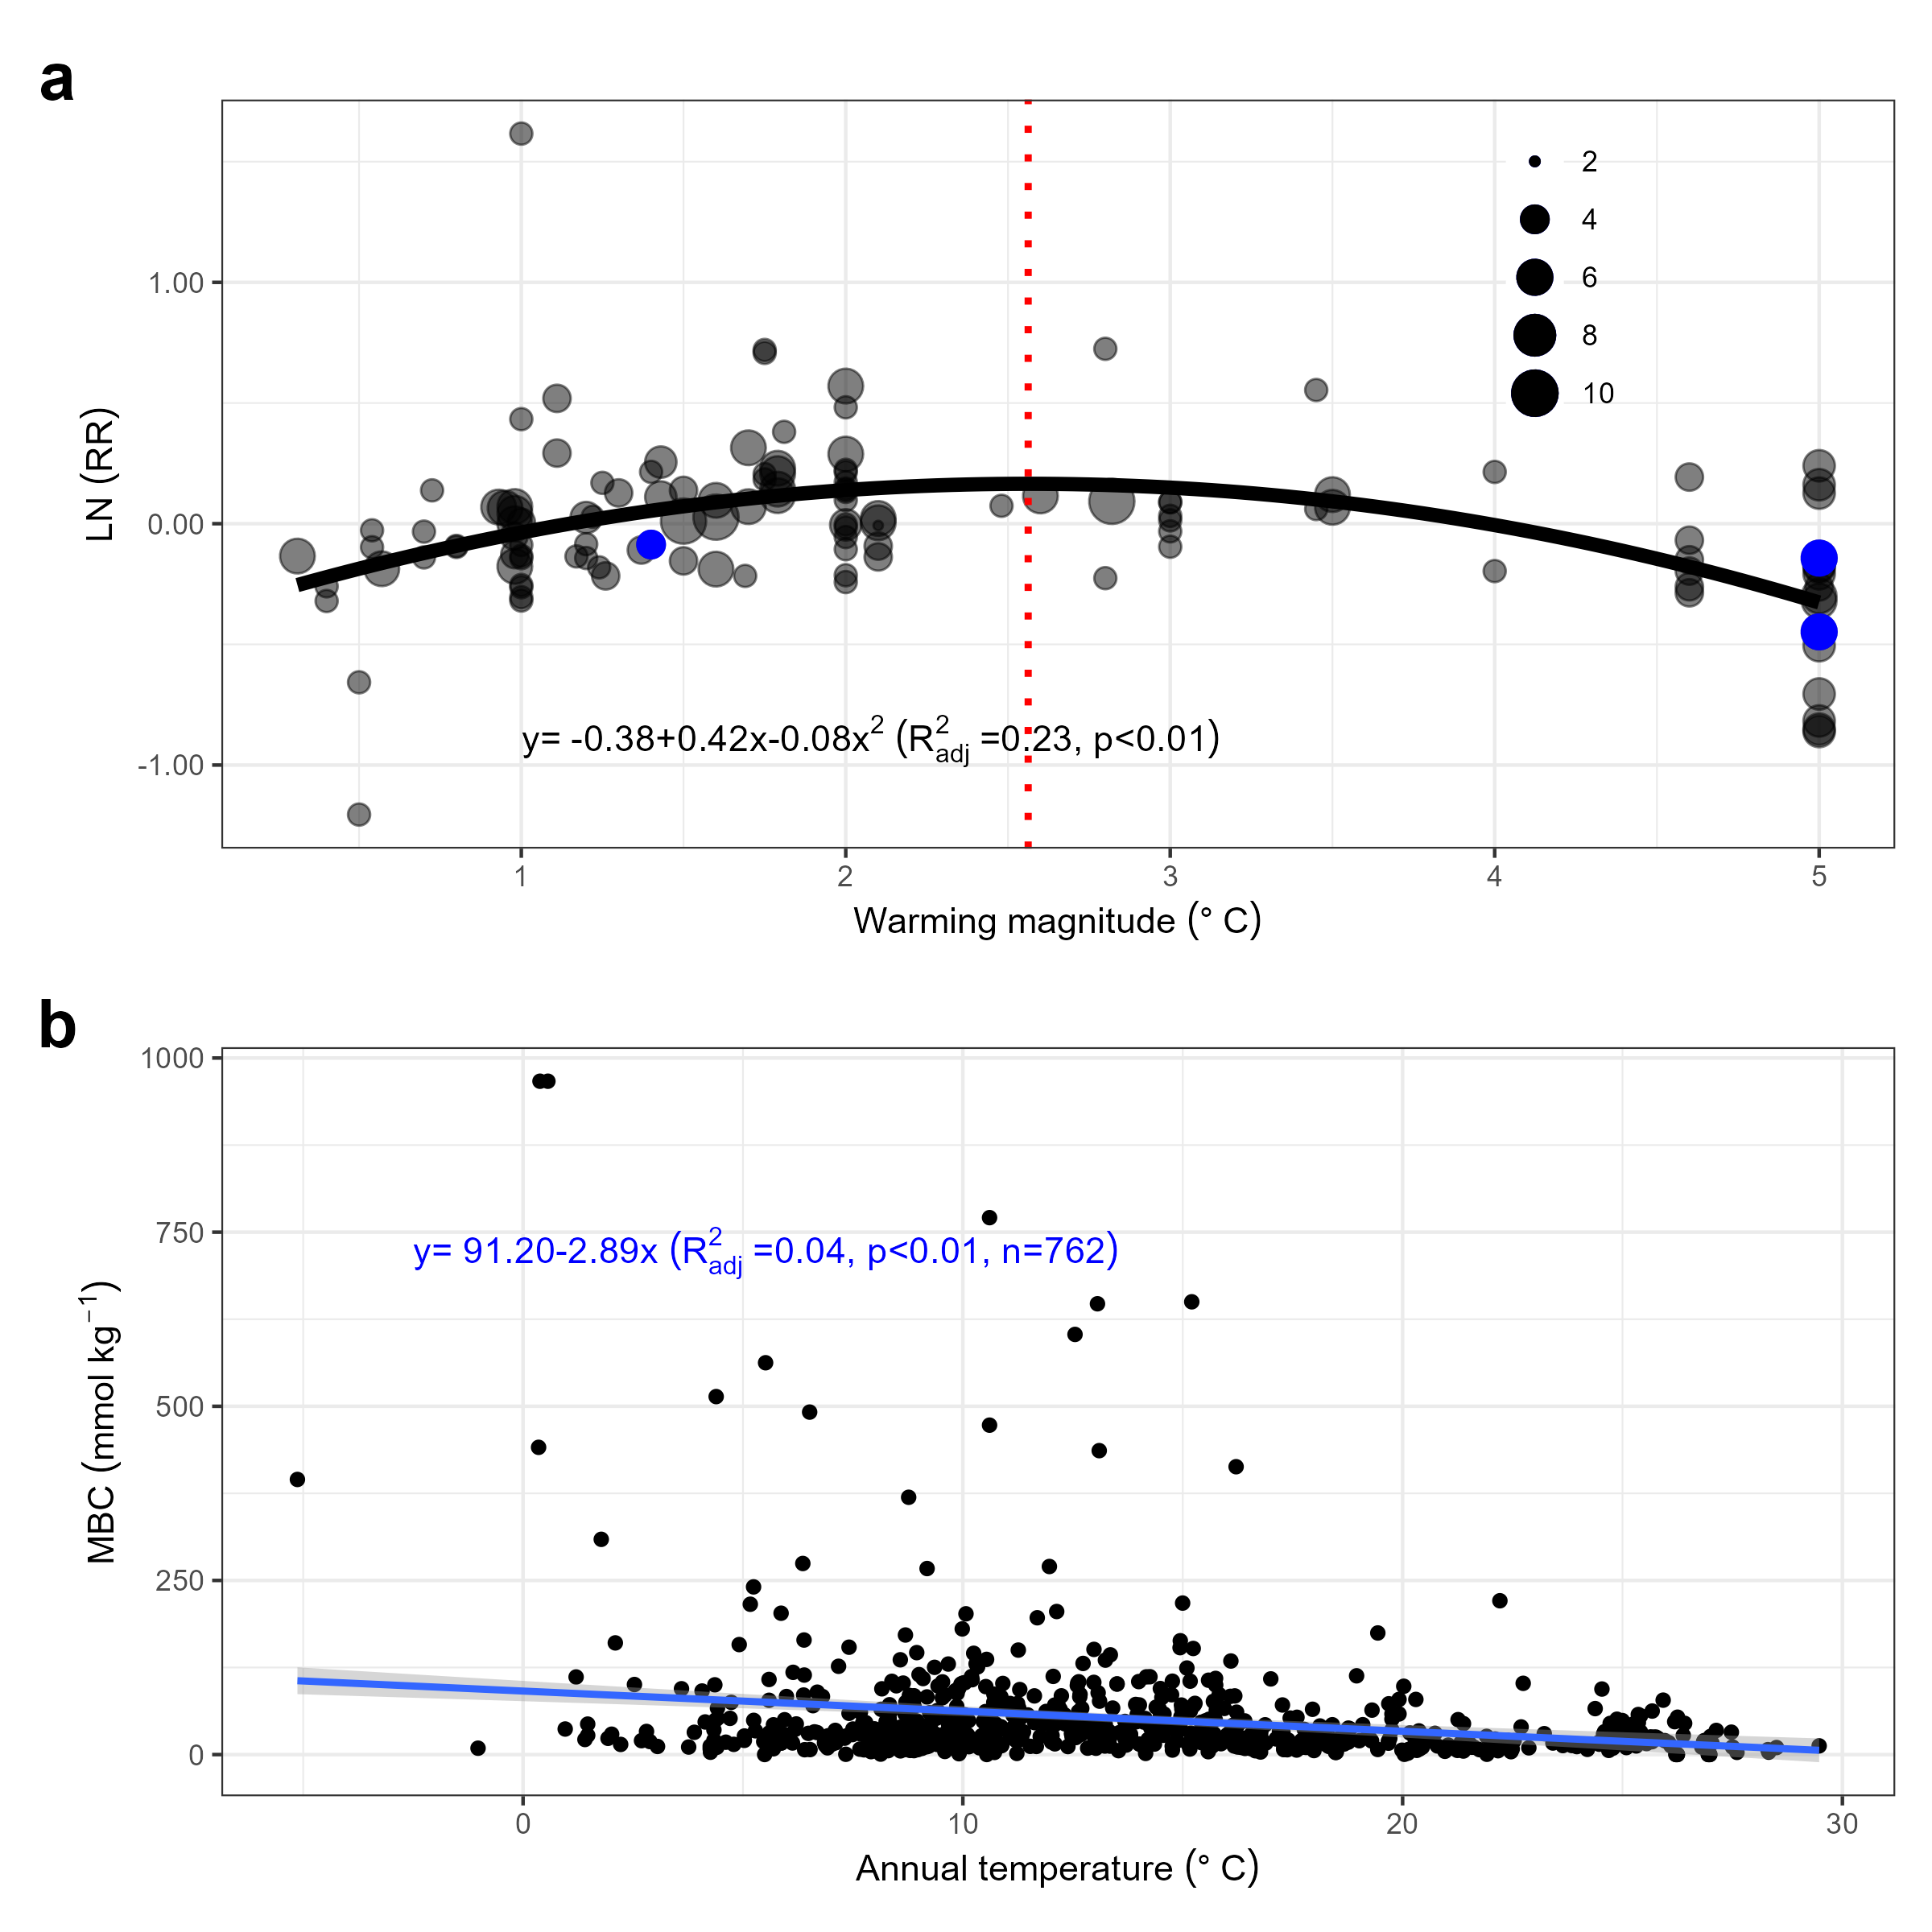 a
2
4
6
8
10
1.00
0.00
-1.00
LN (RR)
y= -0.38+0.42x-0.08x² (R²adj =0.23, p<0.01)
1 2 3 4 5
Warming magnitude (° C)
b
1000
750
500
250
0
MBC (mmol kg⁻¹)
y= 91.20-2.89x (R²adj =0.04, p<0.01, n=762)
0 10 20 30
Annual temperature (° C)